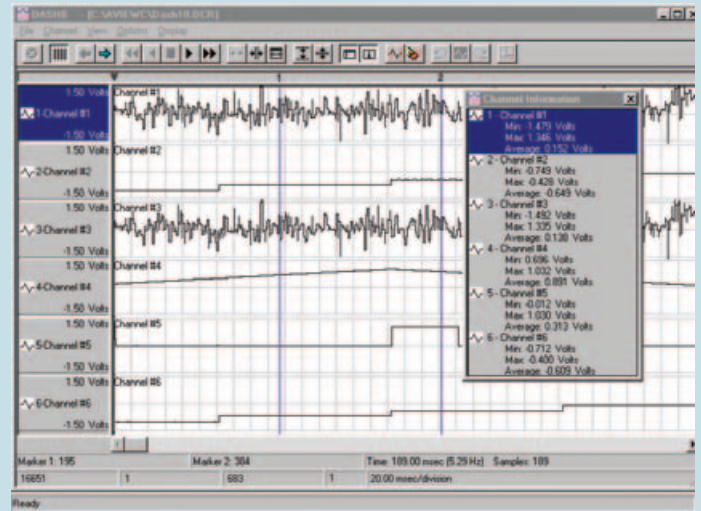 DASH8 - [C:\AVIEWC\Dash18.DCR]
File Channel View Options Display
1 2
1.50 Volts
1-Channel #1
-1.50 Volts
Channel #1
1.50 Volts
2-Channel #2
-1.50 Volts
Channel #2
1.50 Volts
3-Channel #3
-1.50 Volts
Channel #3
1.50 Volts
4-Channel #4
-1.50 Volts
Channel #4
1.50 Volts
5-Channel #5
-1.50 Volts
Channel #5
1.50 Volts
6-Channel #6
-1.50 Volts
Channel #6
Channel Information
1 - Channel #1
Min: -1.479 Volts
Max: 1.346 Volts
Average: 0.152 Volts
2 - Channel #2
Min: -0.749 Volts
Max: -0.428 Volts
Average: -0.649 Volts
3 - Channel #3
Min: -1.492 Volts
Max: 1.335 Volts
Average: 0.138 Volts
4 - Channel #4
Min: 0.696 Volts
Max: 1.032 Volts
Average: 0.891 Volts
5 - Channel #5
Min: -0.012 Volts
Max: 1.030 Volts
Average: 0.313 Volts
6 - Channel #6
Min: -0.712 Volts
Max: -0.400 Volts
Average: -0.609 Volts
Marker 1: 195 Marker 2: 384 Time: 189.00 msec (5.29 Hz) Samples: 189
16651 1 683 1 20.00 msec/division
Ready